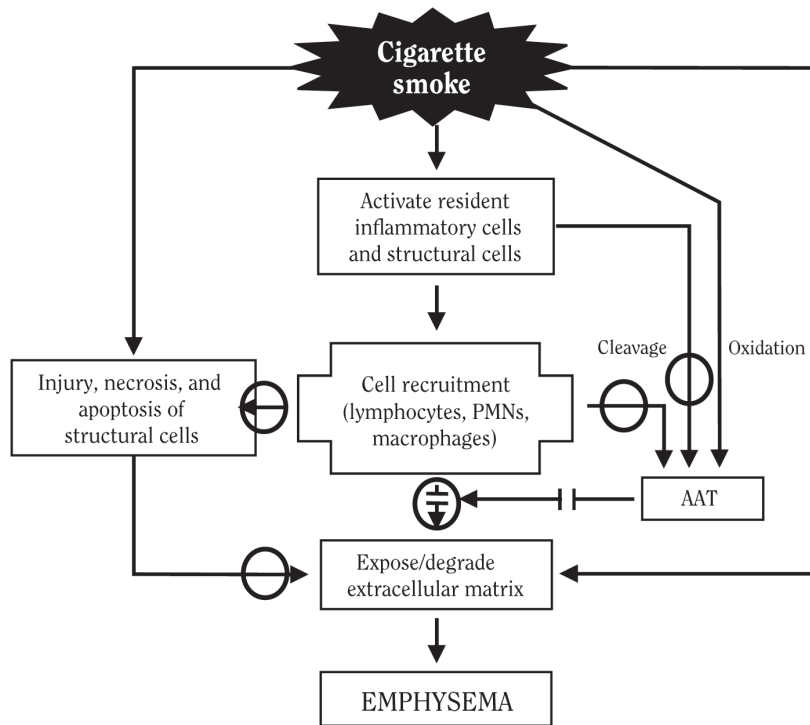 Cigarette
smoke
Activate resident
inflammatory cells
and structural cells
Cleavage
Oxidation
Injury, necrosis, and
apoptosis of
structural cells
Cell recruitment
(lymphocytes, PMNs,
macrophages)
AAT
Expose/degrade
extracellular matrix
EMPHYSEMA